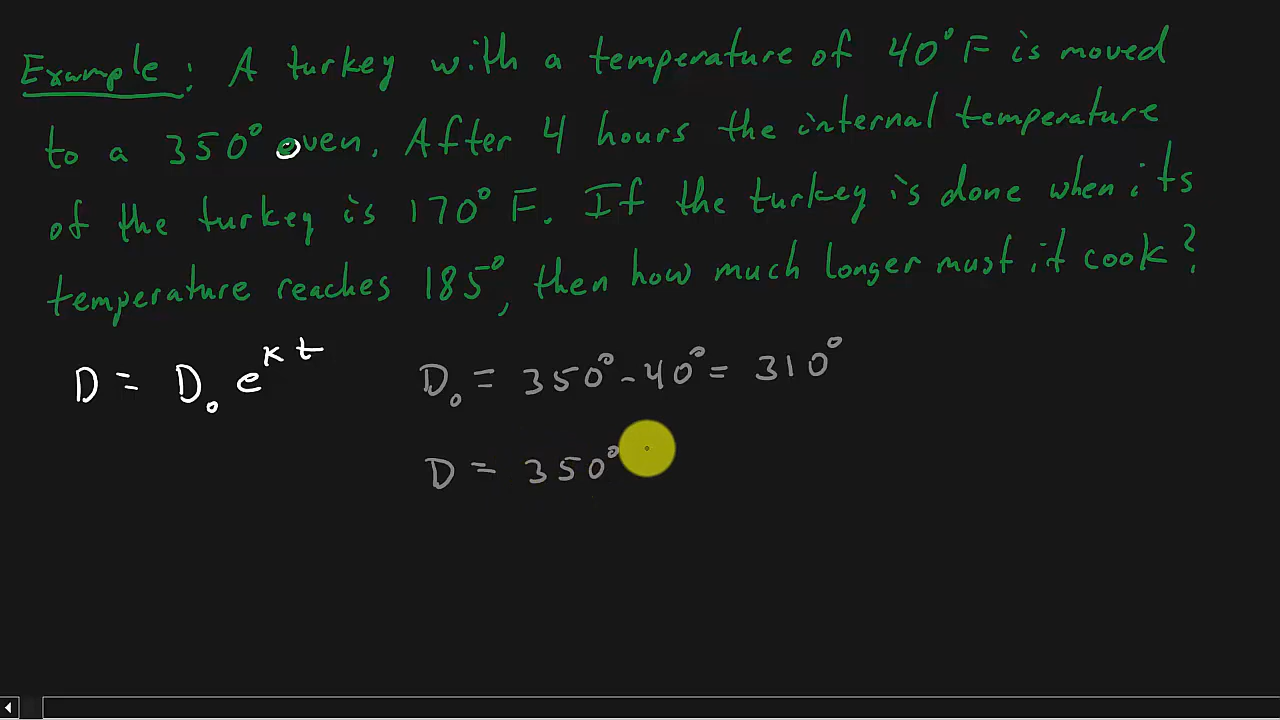 Example: A turkey with a temperature of 40° F is moved
to a 350° oven. After 4 hours the internal temperature
of the turkey is 170° F. If the turkey is done when its
temperature reaches 185°, then how much longer must it cook?
D = D₀ e^{kt} D₀ = 350° - 40° = 310°
D = 350°